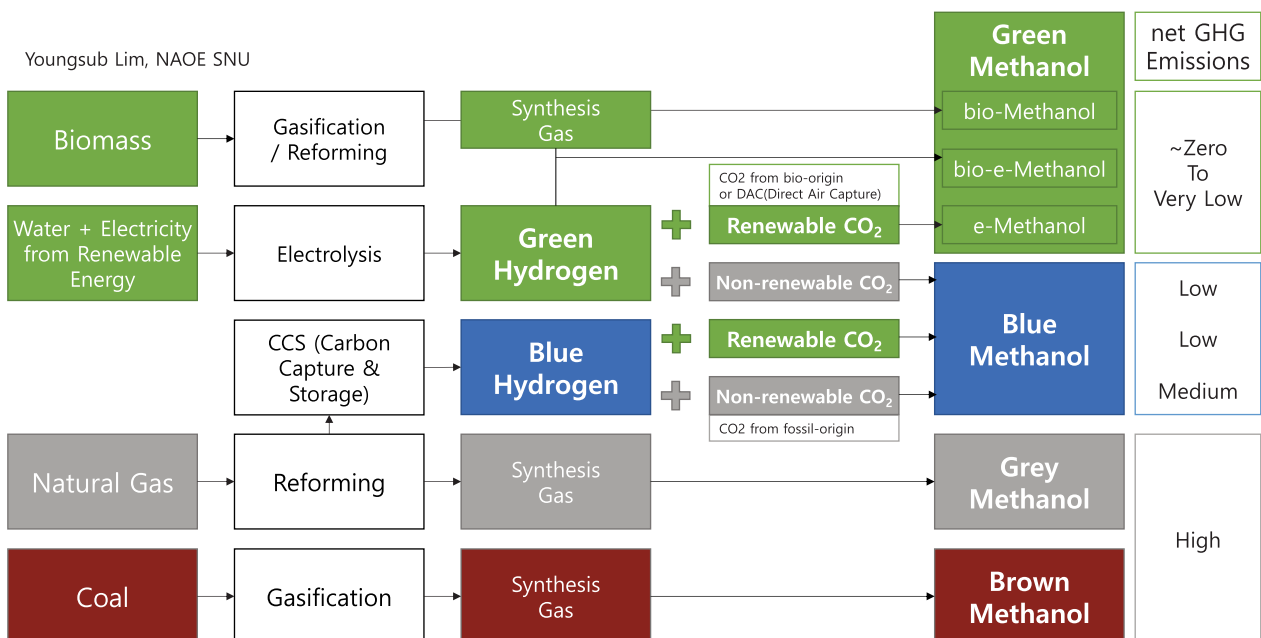 Youngsub Lim, NAOE SNU
Green
Methanol
net GHG
Emissions
Biomass
Gasification
/ Reforming
Synthesis
Gas
bio-Methanol
bio-e-Methanol
~Zero
To
Very Low
CO2 from bio-origin
or DAC(Direct Air Capture)
Water + Electricity
from Renewable
Energy
Electrolysis
Green
Hydrogen
Renewable CO₂
e-Methanol
Non-renewable CO₂
Low
CCS (Carbon
Capture &
Storage)
Blue
Hydrogen
Renewable CO₂
Blue
Methanol
Low
Non-renewable CO₂
Medium
CO2 from fossil-origin
Natural Gas
Reforming
Synthesis
Gas
Grey
Methanol
High
Coal
Gasification
Synthesis
Gas
Brown
Methanol